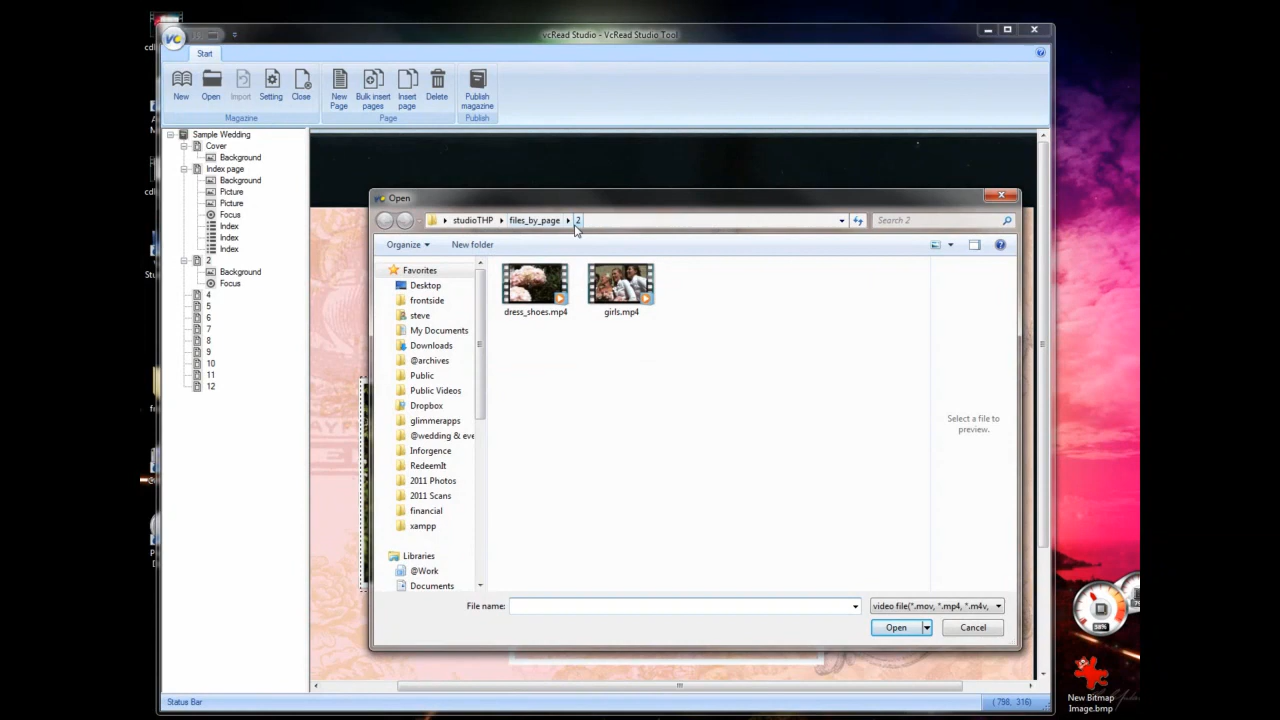 vcRead Studio - VcRead Studio Tool
Start
New
Open
Import
Setting
Close
New Page
Bulk insert pages
Insert page
Delete
Publish magazine
Magazine
Page
Publish
Sample Wedding
Cover
Background
Index page
Background
Picture
Picture
Focus
Index
Index
Index
2
Background
Focus
4
5
6
7
8
9
10
11
12
Open
studioTHP
files_by_page
2
Search 2
Organize
New folder
Favorites
Desktop
frontside
steve
My Documents
Downloads
@archives
Public
Public Videos
Dropbox
glimmerapps
@wedding & eve
Inforgence
RedeemIt
2011 Photos
2011 Scans
financial
xampp
Libraries
@Work
Documents
dress_shoes.mp4
girls.mp4
Select a file to
preview.
File name:
video file(*.mov, *.mp4, *.m4v,
Open
Cancel
Status Bar
( 758, 316)
38%
New Bitmap
Image.bmp